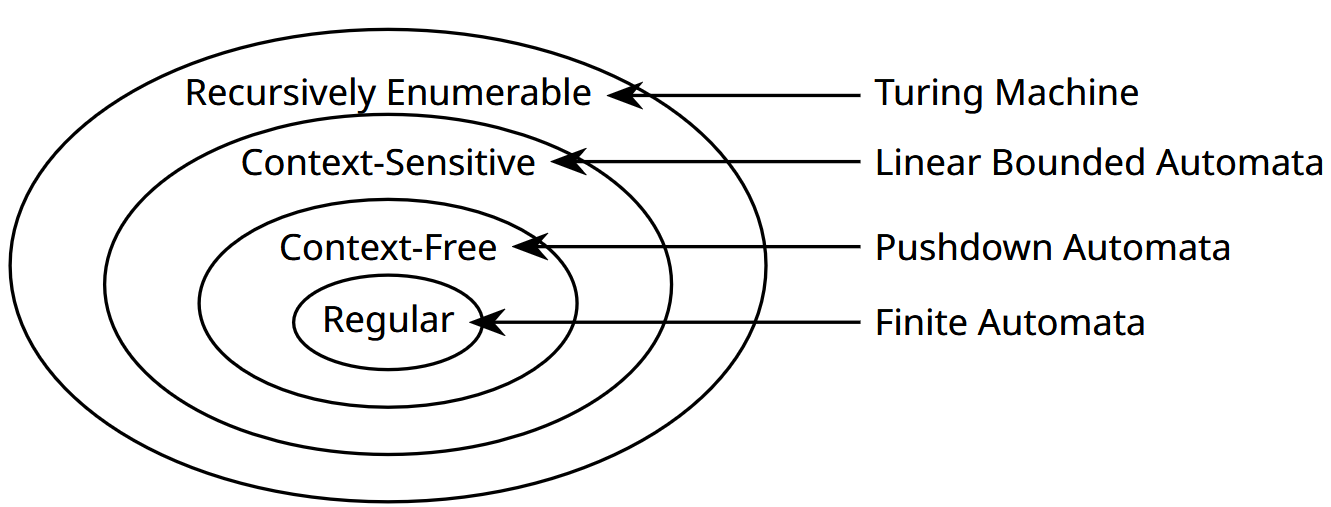 Recursively Enumerable
Turing Machine
Context-Sensitive
Linear Bounded Automata
Context-Free
Pushdown Automata
Regular
Finite Automata